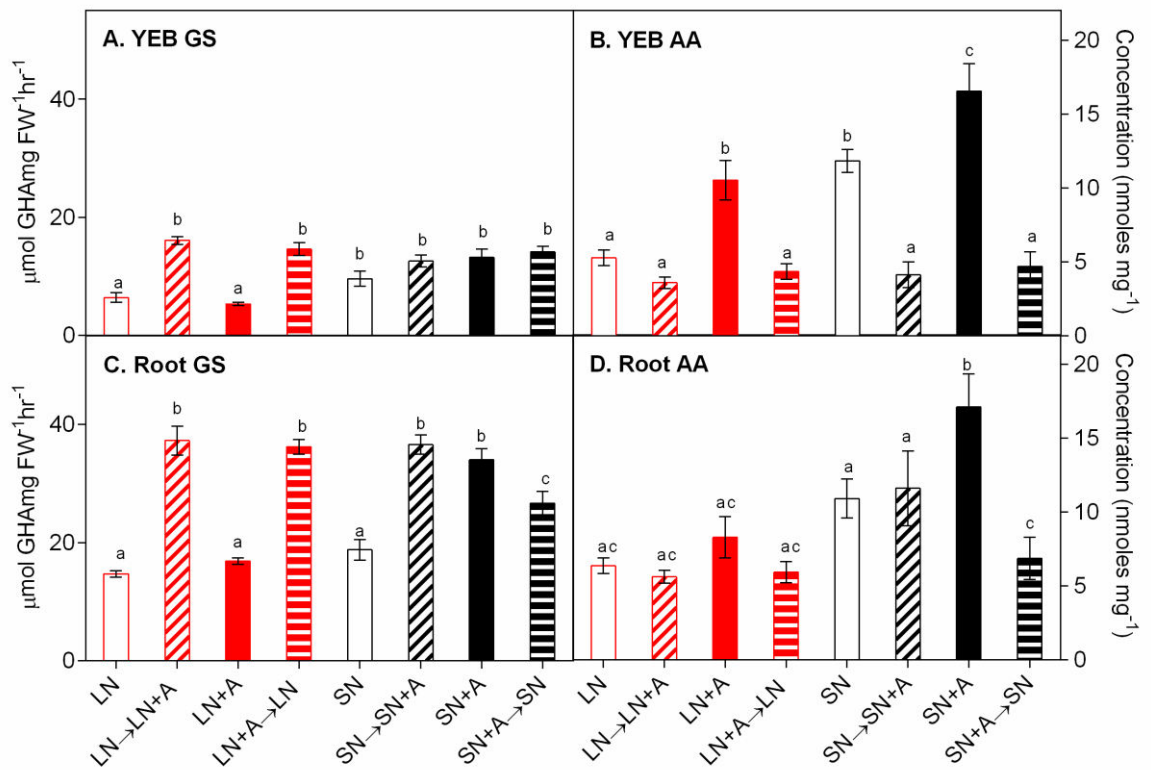 A. YEB GS
B. YEB AA
C. Root GS
D. Root AA
μmol GHAmg FW⁻¹hr⁻¹
40
20
0
a b a b b b b b
Concentration (nmoles mg⁻¹)
20
15
10
5
0
a a b a b a c a
μmol GHAmg FW⁻¹hr⁻¹
40
20
0
a b a b a b b c
Concentration (nmoles mg⁻¹)
20
15
10
5
0
ac ac ac ac a a b c
LN
LN→LN+A
LN+A
LN+A→LN
SN
SN→SN+A
SN+A
SN+A→SN
LN
LN→LN+A
LN+A
LN+A→LN
SN
SN→SN+A
SN+A
SN+A→SN